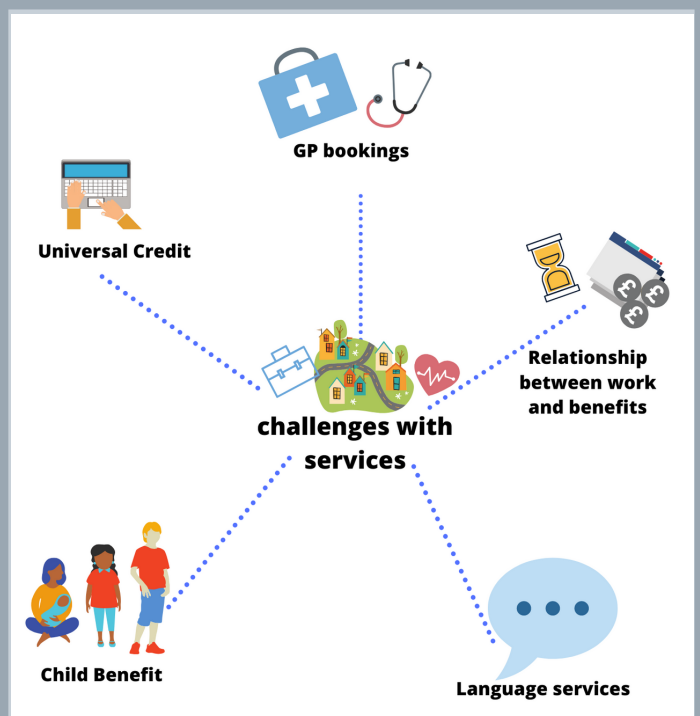 GP bookings
Universal Credit
Relationship
between work
and benefits
challenges with
services
Child Benefit
Language services